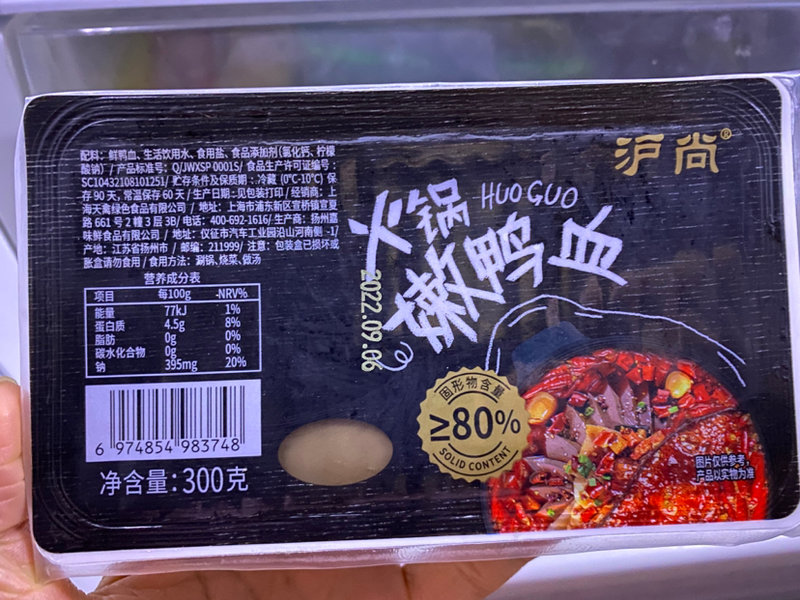 沪尚®
配料：鲜鸭血、生活饮用水、食用盐、食品添加剂(氯化钙、柠檬
酸钠) / 产品标准号：Q/JWXSP 0001S/ 食品生产许可证编号：
SC10432108101251/ 贮存条件及保质期：冷藏 (0℃-10℃) 保
存 90 天，常温保存 60 天 / 生产日期：见包装打印 / 经销商：上
海天禽绿色食品有限公司 / 地址：上海市浦东新区宣桥镇宣夏
路 661 号 2 幢 3 层 3B/ 电话：400-692-1616/ 生产商：扬州嘉
味鲜食品有限公司 / 地址：仪征市汽车工业园沿山河南侧 -1/
产地：江苏省扬州市 / 邮编：211999/ 注意：包装盒已损坏或
胀盒请勿食用 / 食用方法：涮锅、烧菜、做汤
营养成分表
项目 每100g NRV%
能量 77kJ 1%
蛋白质 4.5g 8%
脂肪 0g 0%
碳水化合物 0g 0%
钠 395mg 20%
6 974854 983748
净含量：300克
火锅 HUOGUO
嫩鸭血
2022.09.06
固形物含量
≥80%
SOLID CONTENT
图片仅供参考，
产品以实物为准